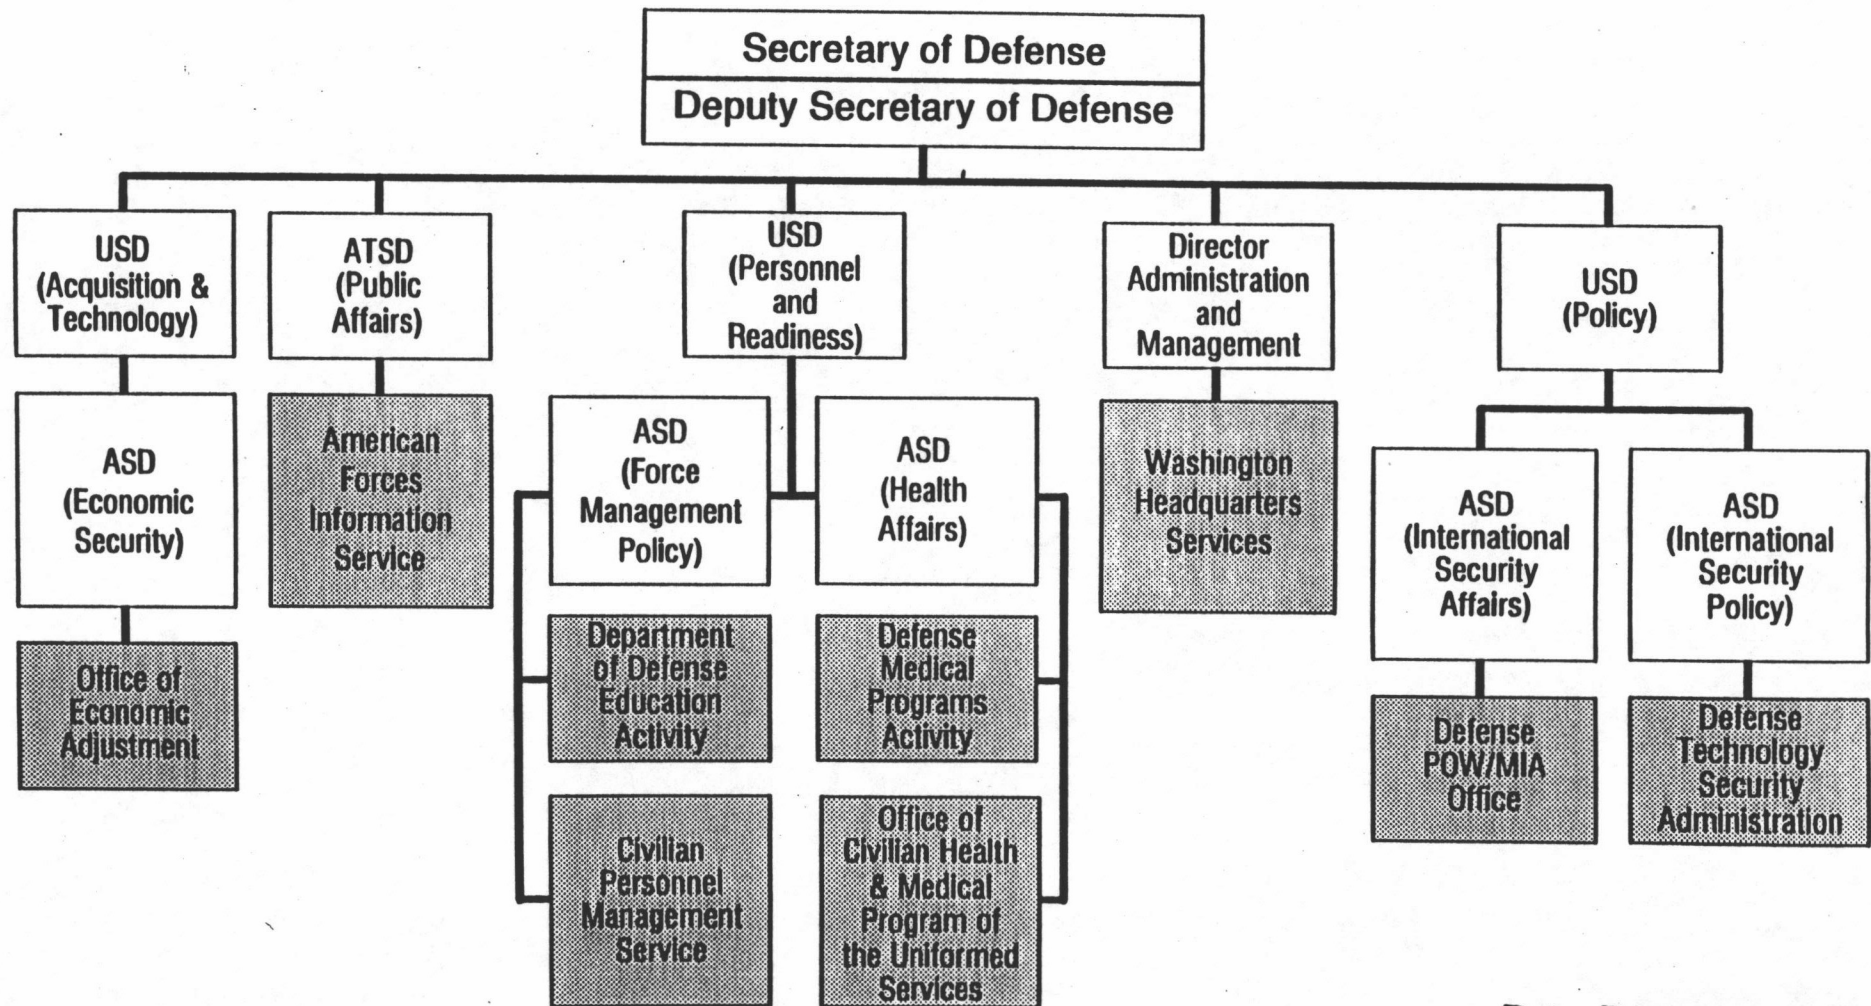 Secretary of Defense
Deputy Secretary of Defense
USD
(Acquisition &
Technology)
ATSD
(Public
Affairs)
USD
(Personnel
and
Readiness)
Director
Administration
and
Management
USD
(Policy)
ASD
(Economic
Security)
American
Forces
Information
Service
ASD
(Force
Management
Policy)
ASD
(Health
Affairs)
Washington
Headquarters
Services
ASD
(International
Security
Affairs)
ASD
(International
Security
Policy)
Office of
Economic
Adjustment
Department
of Defense
Education
Activity
Defense
Medical
Programs
Activity
Defense
POW/MIA
Office
Defense
Technology
Security
Administration
Civilian
Personnel
Management
Service
Office of
Civilian Health
& Medical
Program of
the Uniformed
Services